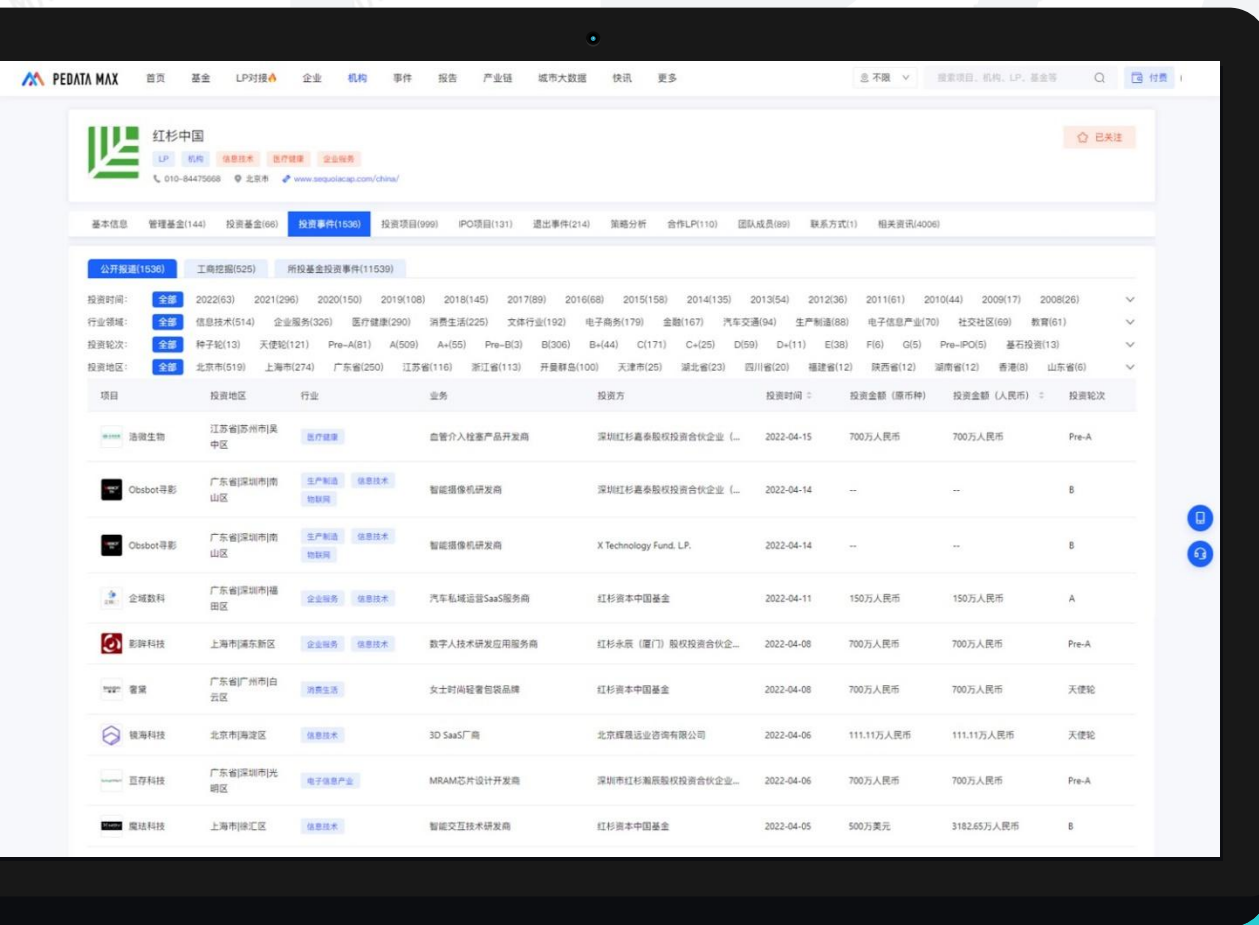 PEDATA MAX 首页 基金 LP对接 企业 机构 事件 报告 产业链 城市大数据 快讯 更多 不限 搜索项目、机构、LP、基金等 付费
红杉中国
已关注
LP 机构 信息技术 医疗健康 企业服务
010-84475668 北京市 www.sequoiacap.com/china/
基本信息 管理基金(144) 投资基金(66) 投资事件(1536) 投资项目(999) IPO项目(131) 退出事件(214) 策略分析 合作LP(110) 团队成员(89) 联系方式(1) 相关资讯(4006)
公开报道(1536) 工商挖掘(525) 所投基金投资事件(11539)
投资时间: 全部 2022(63) 2021(296) 2020(150) 2019(108) 2018(145) 2017(89) 2016(68) 2015(158) 2014(135) 2013(54) 2012(36) 2011(61) 2010(44) 2009(17) 2008(26)
行业领域: 全部 信息技术(514) 企业服务(326) 医疗健康(290) 消费生活(225) 文体行业(192) 电子商务(179) 金融(167) 汽车交通(94) 生产制造(88) 电子信息产业(70) 社交社区(69) 教育(61)
投资轮次: 全部 种子轮(13) 天使轮(121) Pre-A(81) A(509) A+(55) Pre-B(3) B(306) B+(44) C(171) C+(25) D(59) D+(11) E(38) F(6) G(5) Pre-IPO(5) 基石投资(13)
投资地区: 全部 北京市(519) 上海市(274) 广东省(250) 江苏省(116) 浙江省(113) 开曼群岛(100) 天津市(25) 湖北省(23) 四川省(20) 福建省(12) 陕西省(12) 湖南省(12) 香港(8) 山东省(6)
项目 投资地区 行业 业务 投资方 投资时间 投资金额（原币种） 投资金额（人民币） 投资轮次
浩微生物 江苏省|苏州市|吴中区 医疗健康 血管介入栓塞产品开发商 深圳红杉嘉泰股权投资合伙企业（... 2022-04-15 700万人民币 700万人民币 Pre-A
Obsbot寻影 广东省|深圳市|南山区 生产制造 信息技术 物联网 智能摄像机研发商 深圳红杉嘉泰股权投资合伙企业（... 2022-04-14 -- -- B
Obsbot寻影 广东省|深圳市|南山区 生产制造 信息技术 物联网 智能摄像机研发商 X Technology Fund, L.P. 2022-04-14 -- -- B
企域数科 广东省|深圳市|福田区 企业服务 信息技术 汽车私域运营SaaS服务商 红杉资本中国基金 2022-04-11 150万人民币 150万人民币 A
影眸科技 上海市|浦东新区 企业服务 信息技术 数字人技术研发应用服务商 红杉永辰（厦门）股权投资合伙企... 2022-04-08 700万人民币 700万人民币 Pre-A
奢黛 广东省|广州市|白云区 消费生活 女士时尚轻奢包袋品牌 红杉资本中国基金 2022-04-08 700万人民币 700万人民币 天使轮
镜海科技 北京市|海淀区 信息技术 3D SaaS厂商 北京辉晟远业咨询有限公司 2022-04-06 111.11万人民币 111.11万人民币 天使轮
亘存科技 广东省|深圳市|光明区 电子信息产业 MRAM芯片设计开发商 深圳市红杉瀚辰股权投资合伙企业... 2022-04-06 700万人民币 700万人民币 Pre-A
魔珐科技 上海市|徐汇区 信息技术 智能交互技术研发商 红杉资本中国基金 2022-04-05 500万美元 3182.65万人民币 B